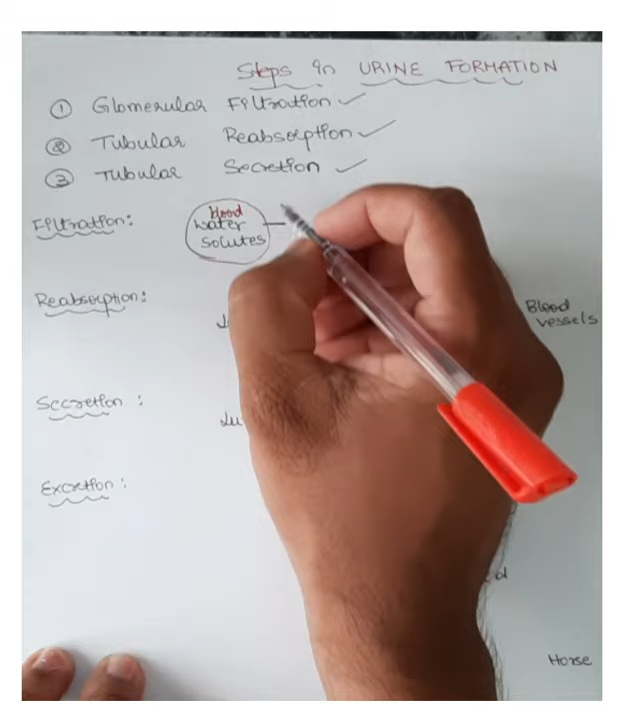 Steps in URINE FORMATION
① Glomerular Filtration ✓
② Tubular Reabsorption ✓
③ Tubular Secretion ✓
Filtration:
blood
water
solutes
Reabsorption:
Blood
vessels
Secretion :
Lu
Excretion :
Horse